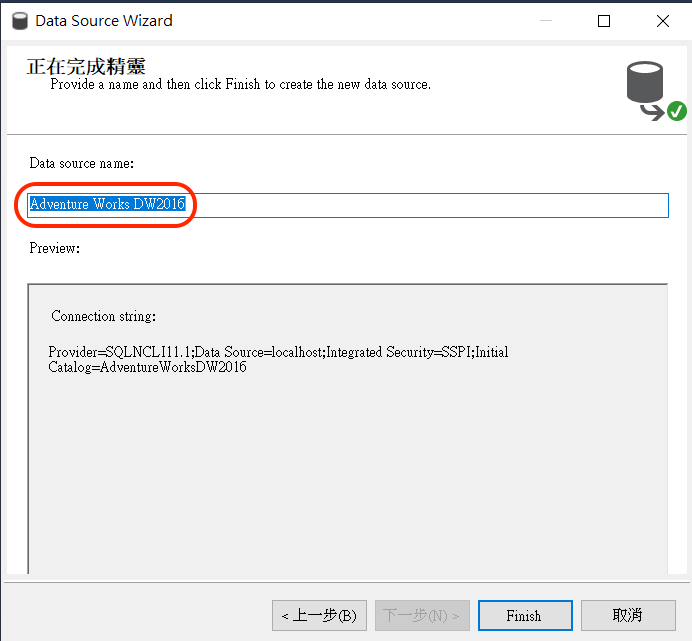 Data Source Wizard
正在完成精靈
Provide a name and then click Finish to create the new data source.
Data source name:
Adventure Works DW2016
Preview:
Connection string:
Provider=SQLNCLI11.1;Data Source=localhost;Integrated Security=SSPI;Initial
Catalog=AdventureWorksDW2016
< 上一步(B)
下一步(N) >
Finish
取消